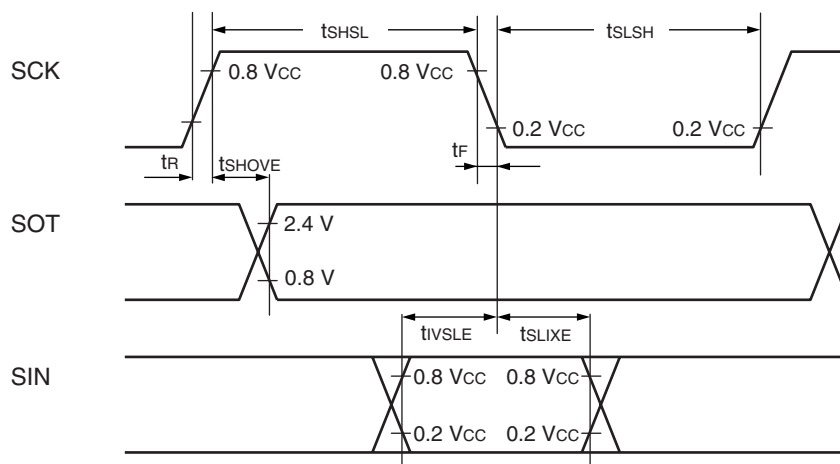 tSHSL tSLSH
SCK 0.8 VCC 0.8 VCC
0.2 VCC 0.2 VCC
tR tSHOVE tF
SOT 2.4 V
0.8 V
tIVSLE tSLIXE
SIN 0.8 VCC 0.8 VCC
0.2 VCC 0.2 VCC